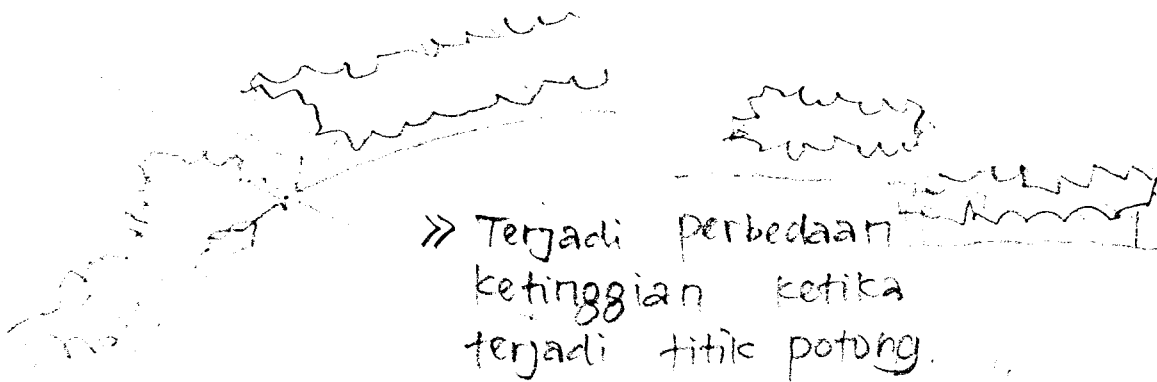 » Terjadi perbedaan
ketinggian ketika
terjadi titik potong.